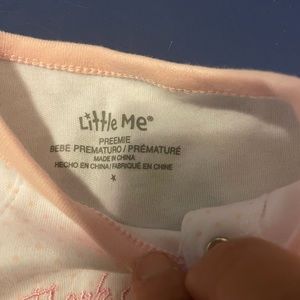 Little Me®
PREEMIE
BEBE PREMATURO / PRÉMATURÉ
MADE IN CHINA
HECHO EN CHINA / FABRIQUÉ EN CHINE